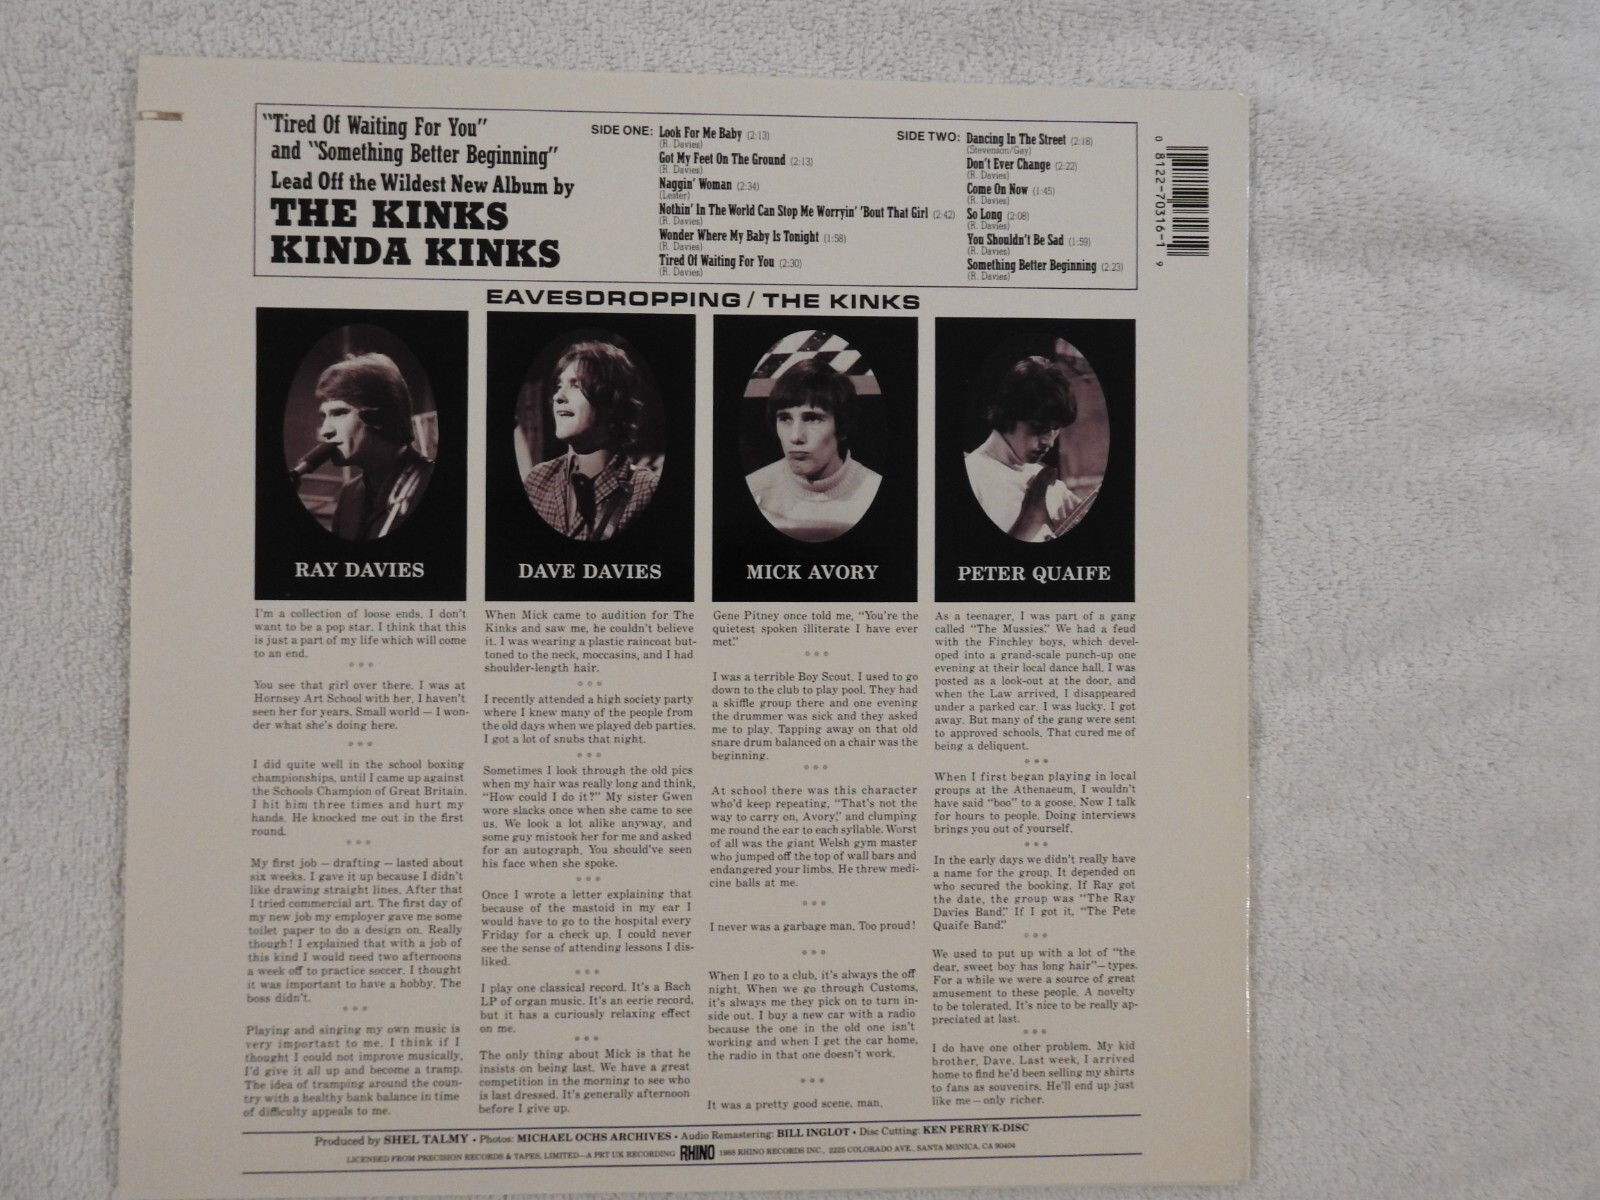 "Tired Of Waiting For You"
and "Something Better Beginning"
Lead Off the Wildest New Album by
THE KINKS
KINDA KINKS
SIDE ONE: Look For Me Baby (2:13)
(R. Davies)
Got My Feet On The Ground (2:13)
(R. Davies)
Naggin' Woman (2:34)
(Lester)
Nothin' In The World Can Stop Me Worryin' 'Bout That Girl (2:42)
(R. Davies)
Wonder Where My Baby Is Tonight (1:58)
(R. Davies)
Tired Of Waiting For You (2:30)
(R. Davies)
SIDE TWO: Dancing In The Street (2:18)
(Stevenson/Gay)
Don't Ever Change (2:22)
(R. Davies)
Come On Now (1:45)
(R. Davies)
So Long (2:08)
(R. Davies)
You Shouldn't Be Sad (1:59)
(R. Davies)
Something Better Beginning (2:23)
(R. Davies)
0 8122-70316-1 9
EAVESDROPPING / THE KINKS
RAY DAVIES
I'm a collection of loose ends. I don't
want to be a pop star. I think that this
is just a part of my life which will come
to an end.
***
You see that girl over there. I was at
Hornsey Art School with her. I haven't
seen her for years. Small world — I won-
der what she's doing here.
***
I did quite well in the school boxing
championships, until I came up against
the Schools Champion of Great Britain.
I hit him three times and hurt my
hands. He knocked me out in the first
round.
***
My first job — drafting — lasted about
six weeks. I gave it up because I didn't
like drawing straight lines. After that
I tried commercial art. The first day of
my new job my employer gave me some
toilet paper to do a design on. Really
though! I explained that with a job of
this kind I would need two afternoons
a week off to practice soccer. I thought
it was important to have a hobby. The
boss didn't.
***
Playing and singing my own music is
very important to me. I think if I
thought I could not improve musically,
I'd give it all up and become a tramp.
The idea of tramping around the coun-
try with a healthy bank balance in time
of difficulty appeals to me.
DAVE DAVIES
When Mick came to audition for The
Kinks and saw me, he couldn't believe
it. I was wearing a plastic raincoat but-
toned to the neck, moccasins, and I had
shoulder-length hair.
***
I recently attended a high society party
where I knew many of the people from
the old days when we played deb parties.
I got a lot of snubs that night.
***
Sometimes I look through the old pics
when my hair was really long and think,
"How could I do it?" My sister Gwen
wore slacks once when she came to see
us. We look a lot alike anyway, and
some guy mistook her for me and asked
for an autograph. You should've seen
his face when she spoke.
***
Once I wrote a letter explaining that
because of the mastoid in my ear I
would have to go to the hospital every
Friday for a check up. I could never
see the sense of attending lessons I dis-
liked.
***
I play one classical record. It's a Bach
LP of organ music. It's an eerie record,
but it has a curiously relaxing effect
on me.
***
The only thing about Mick is that he
insists on being last. We have a great
competition in the morning to see who
is last dressed. It's generally afternoon
before I give up.
MICK AVORY
Gene Pitney once told me, "You're the
quietest spoken illiterate I have ever
met."
***
I was a terrible Boy Scout. I used to go
down to the club to play pool. They had
a skiffle group there and one evening
the drummer was sick and they asked
me to play. Tapping away on that old
snare drum balanced on a chair was the
beginning.
***
At school there was this character
who'd keep repeating, "That's not the
way to carry on, Avory," and clumping
me round the ear to each syllable. Worst
of all was the giant Welsh gym master
who jumped off the top of wall bars and
endangered your limbs. He threw medi-
cine balls at me.
***
I never was a garbage man. Too proud!
***
When I go to a club, it's always the off
night. When we go through Customs,
it's always me they pick on to turn in-
side out. I buy a new car with a radio
because the one in the old one isn't
working and when I get the car home,
the radio in that one doesn't work.
***
It was a pretty good scene, man.
PETER QUAIFE
As a teenager, I was part of a gang
called "The Mussies." We had a feud
with the Finchley boys, which devel-
oped into a grand-scale punch-up one
evening at their local dance hall. I was
posted as a look-out at the door, and
when the Law arrived, I disappeared
under a parked car. I was lucky. I got
away. But many of the gang were sent
to approved schools. That cured me of
being a deliquent.
***
When I first began playing in local
groups at the Athenaeum, I wouldn't
have said "boo" to a goose. Now I talk
for hours to people. Doing interviews
brings you out of yourself.
***
In the early days we didn't really have
a name for the group. It depended on
who secured the booking. If Ray got
the date, the group was "The Ray
Davies Band." If I got it, "The Pete
Quaife Band."
***
We used to put up with a lot of "the
dear, sweet boy has long hair"—types.
For a while we were a source of great
amusement to these people. A novelty
to be tolerated. It's nice to be really ap-
preciated at last.
***
I do have one other problem. My kid
brother, Dave. Last week, I arrived
home to find he'd been selling my shirts
to fans as souvenirs. He'll end up just
like me — only richer.
Produced by SHEL TALMY • Photos: MICHAEL OCHS ARCHIVES • Audio Remastering: BILL INGLOT • Disc Cutting: KEN PERRY/K-DISC
LICENSED FROM PRECISION RECORDS & TAPES, LIMITED—A PRT UK RECORDING RHINO 1988 RHINO RECORDS INC., 2225 COLORADO AVE., SANTA MONICA, CA 90404